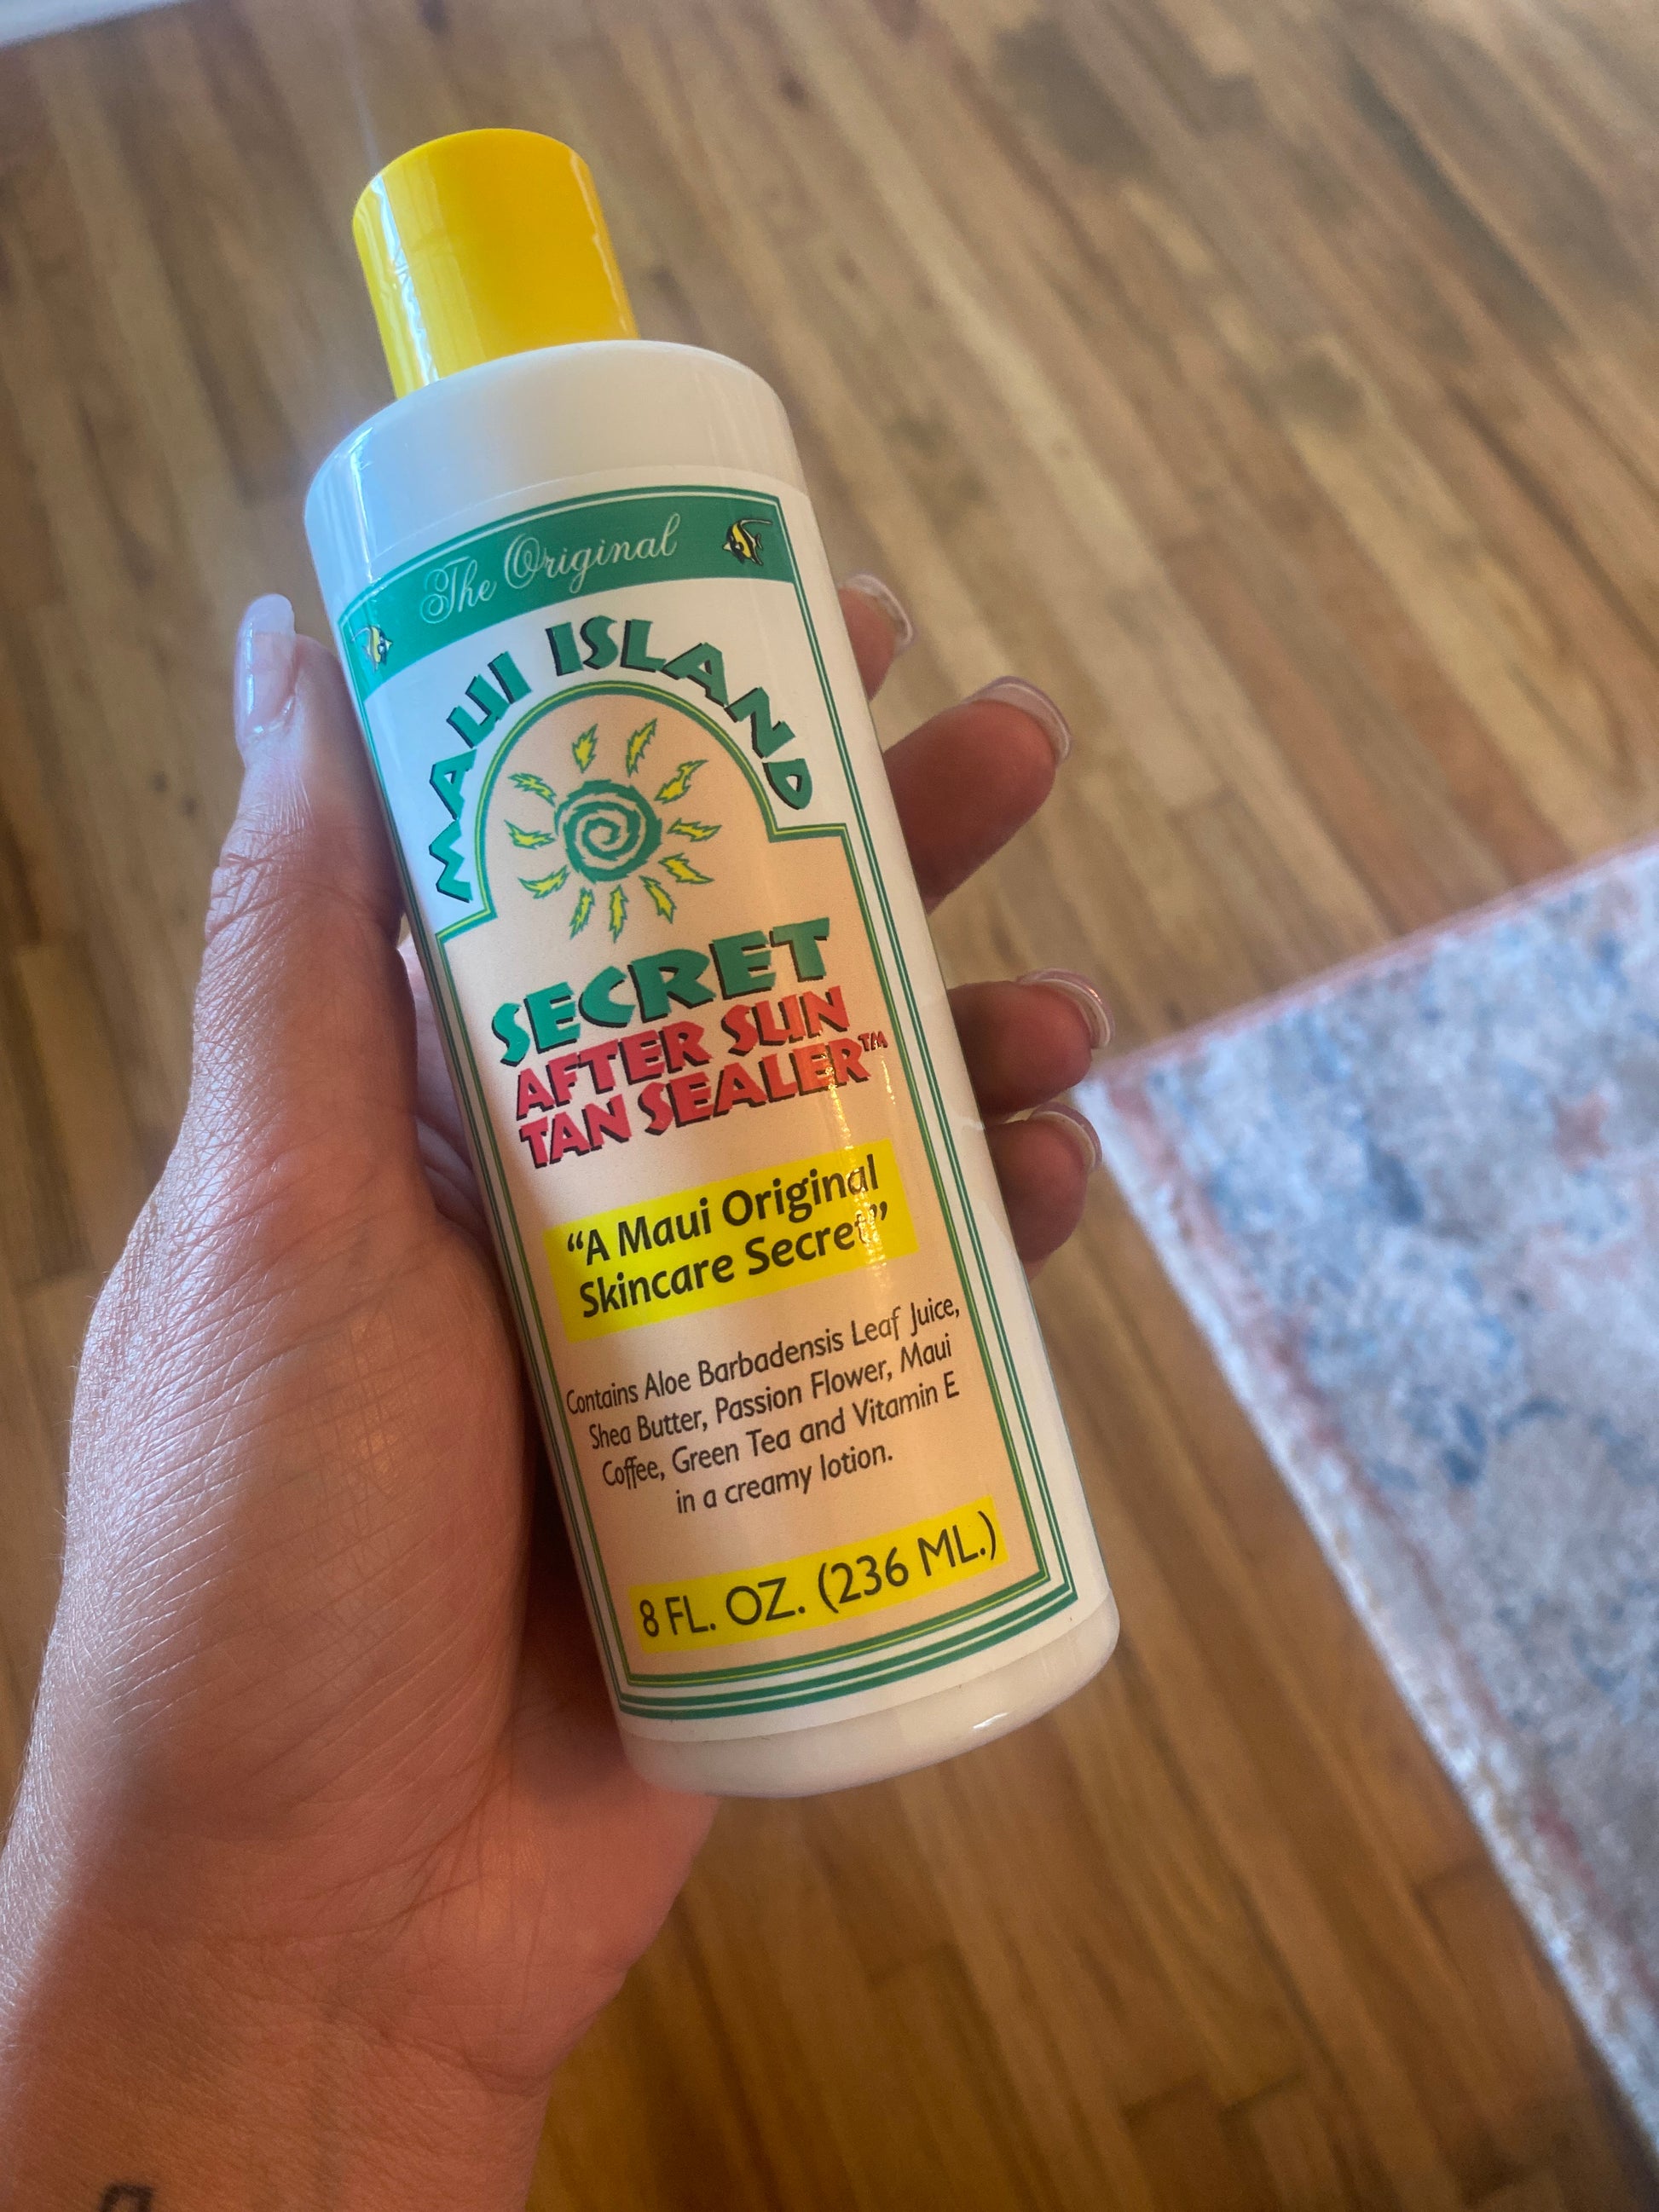 The Original
MAUI ISLAND
SECRET
AFTER SUN
TAN SEALER™
“A Maui Original
Skincare Secret”
Contains Aloe Barbadensis Leaf Juice,
Shea Butter, Passion Flower, Maui
Coffee, Green Tea and Vitamin E
in a creamy lotion.
8 FL. OZ. (236 ML.)